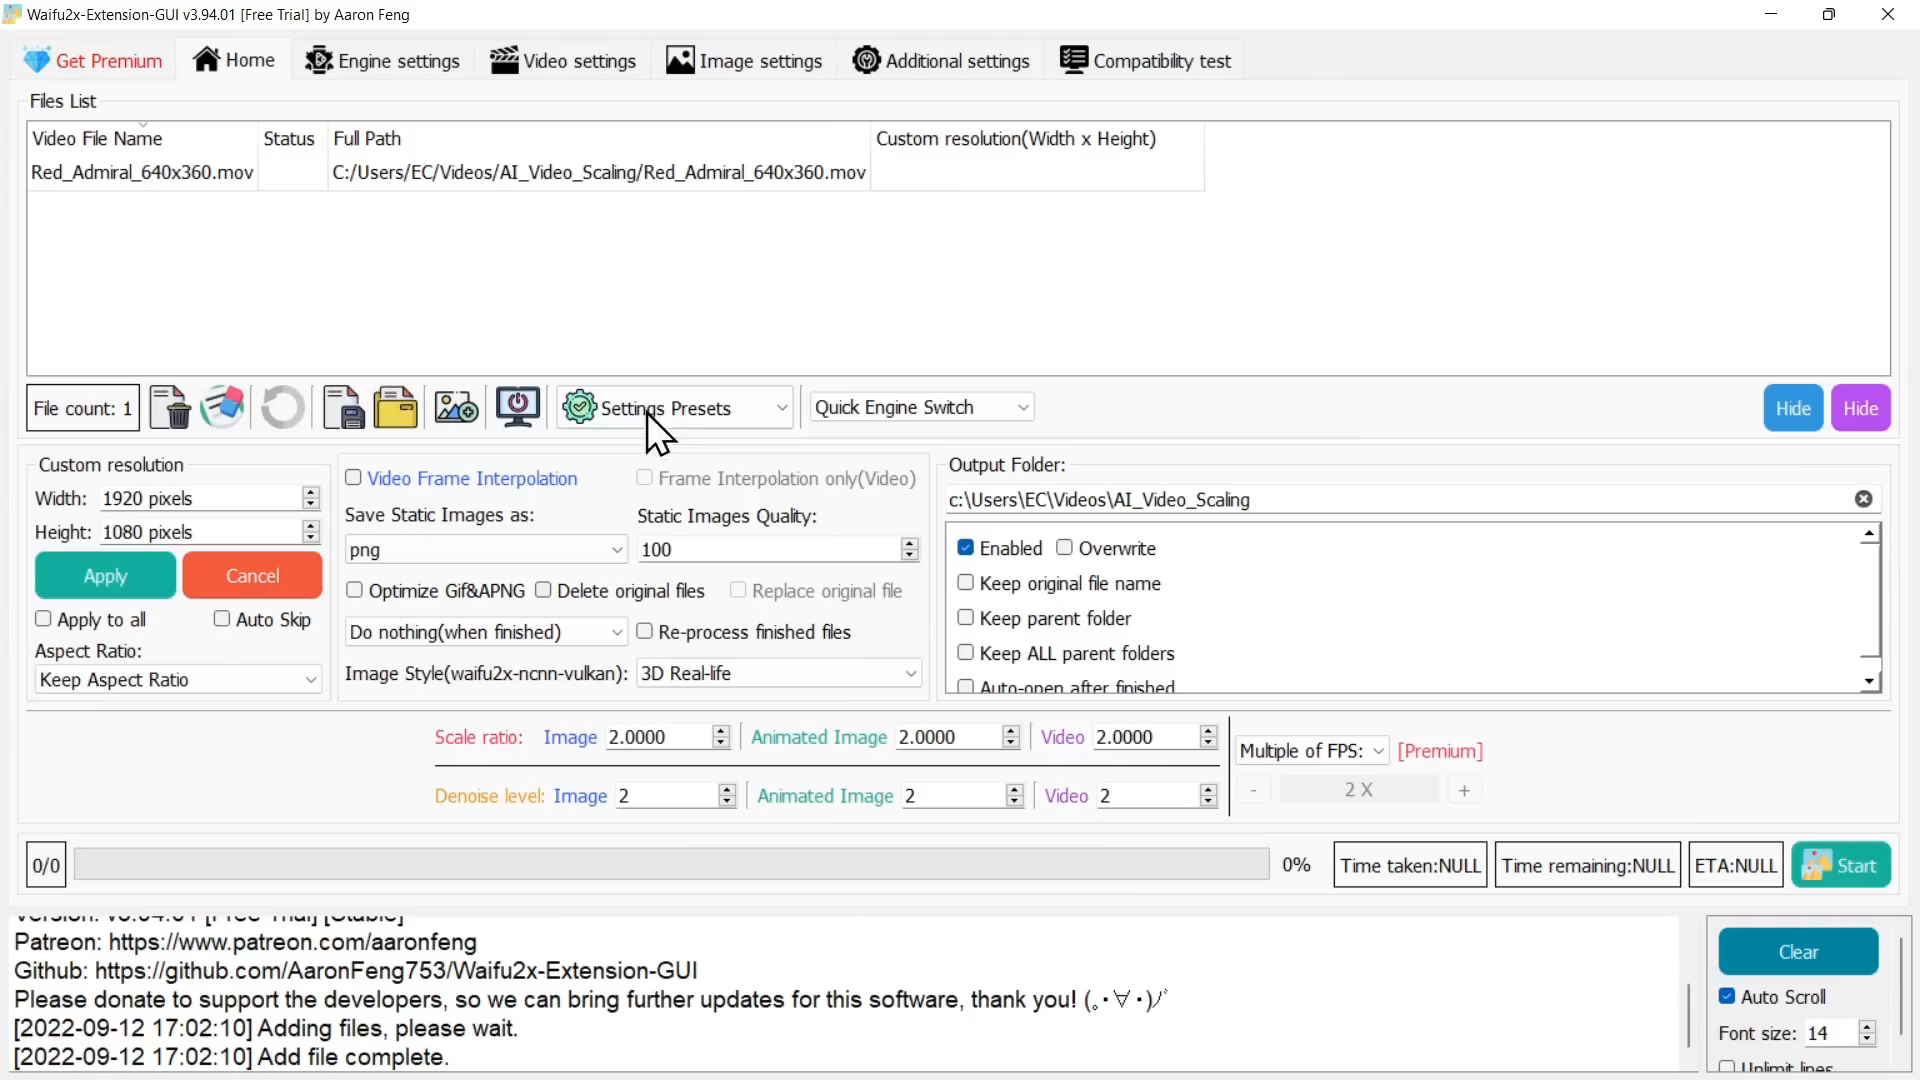 Waifu2x-Extension-GUI v3.94.01 [Free Trial] by Aaron Feng
Get Premium Home Engine settings Video settings Image settings Additional settings Compatibility test
Files List
Video File Name Status Full Path Custom resolution(Width x Height)
Red_Admiral_640x360.mov C:/Users/EC/Videos/AI_Video_Scaling/Red_Admiral_640x360.mov
File count: 1 Settings Presets Quick Engine Switch Hide Hide
Custom resolution
Width: 1920 pixels
Height: 1080 pixels
Apply Cancel
Apply to all Auto Skip
Aspect Ratio:
Keep Aspect Ratio
Video Frame Interpolation Frame Interpolation only(Video)
Save Static Images as: Static Images Quality:
png 100
Optimize Gif&APNG Delete original files Replace original file
Do nothing(when finished) Re-process finished files
Image Style(waifu2x-ncnn-vulkan): 3D Real-life
Output Folder:
c:\Users\EC\Videos\AI_Video_Scaling
Enabled Overwrite
Keep original file name
Keep parent folder
Keep ALL parent folders
Auto-open after finished
Scale ratio: Image 2.0000 Animated Image 2.0000 Video 2.0000
Denoise level: Image 2 Animated Image 2 Video 2
Multiple of FPS: [Premium]
- 2 X +
0/0 0% Time taken:NULL Time remaining:NULL ETA:NULL Start
Version: v3.94.01 [Free Trial] [Stable]
Patreon: https://www.patreon.com/aaronfeng
Github: https://github.com/AaronFeng753/Waifu2x-Extension-GUI
Please donate to support the developers, so we can bring further updates for this software, thank you! (｡･∀･)ﾉﾞ
[2022-09-12 17:02:10] Adding files, please wait.
[2022-09-12 17:02:10] Add file complete.
Clear
Auto Scroll
Font size: 14
Unlimit lines